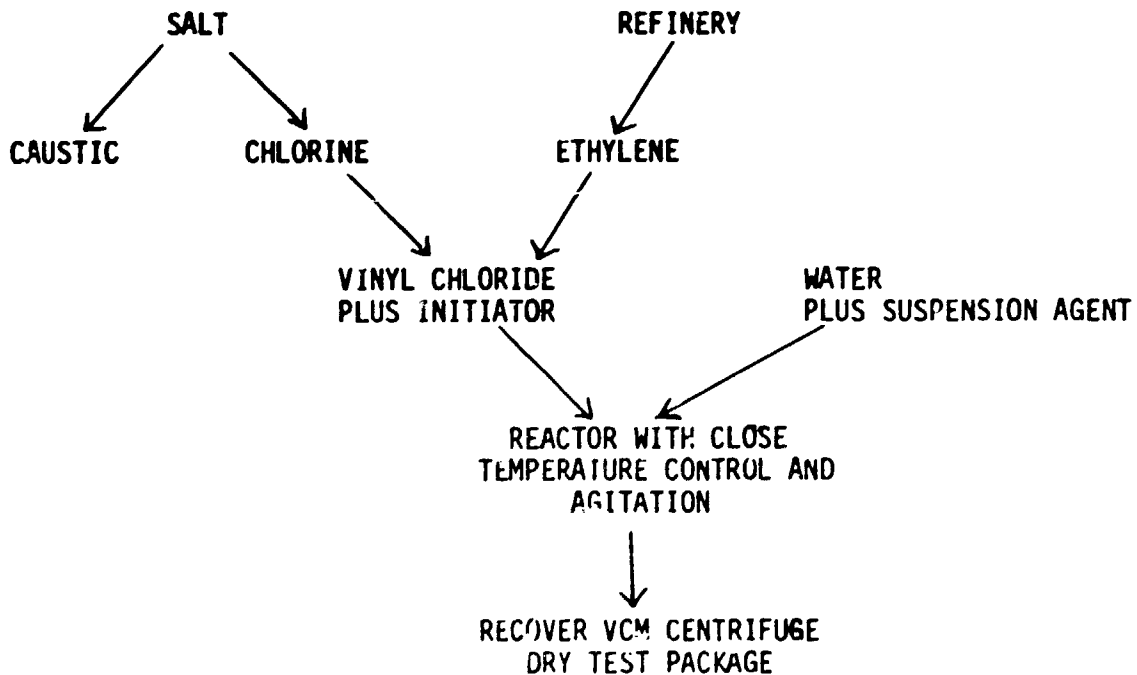 SALT
REFINERY
CAUSTIC
CHLORINE
ETHYLENE
VINYL CHLORIDE
PLUS INITIATOR
WATER
PLUS SUSPENSION AGENT
REACTOR WITH CLOSE
TEMPERATURE CONTROL AND
AGITATION
RECOVER VCM CENTRIFUGE
DRY TEST PACKAGE